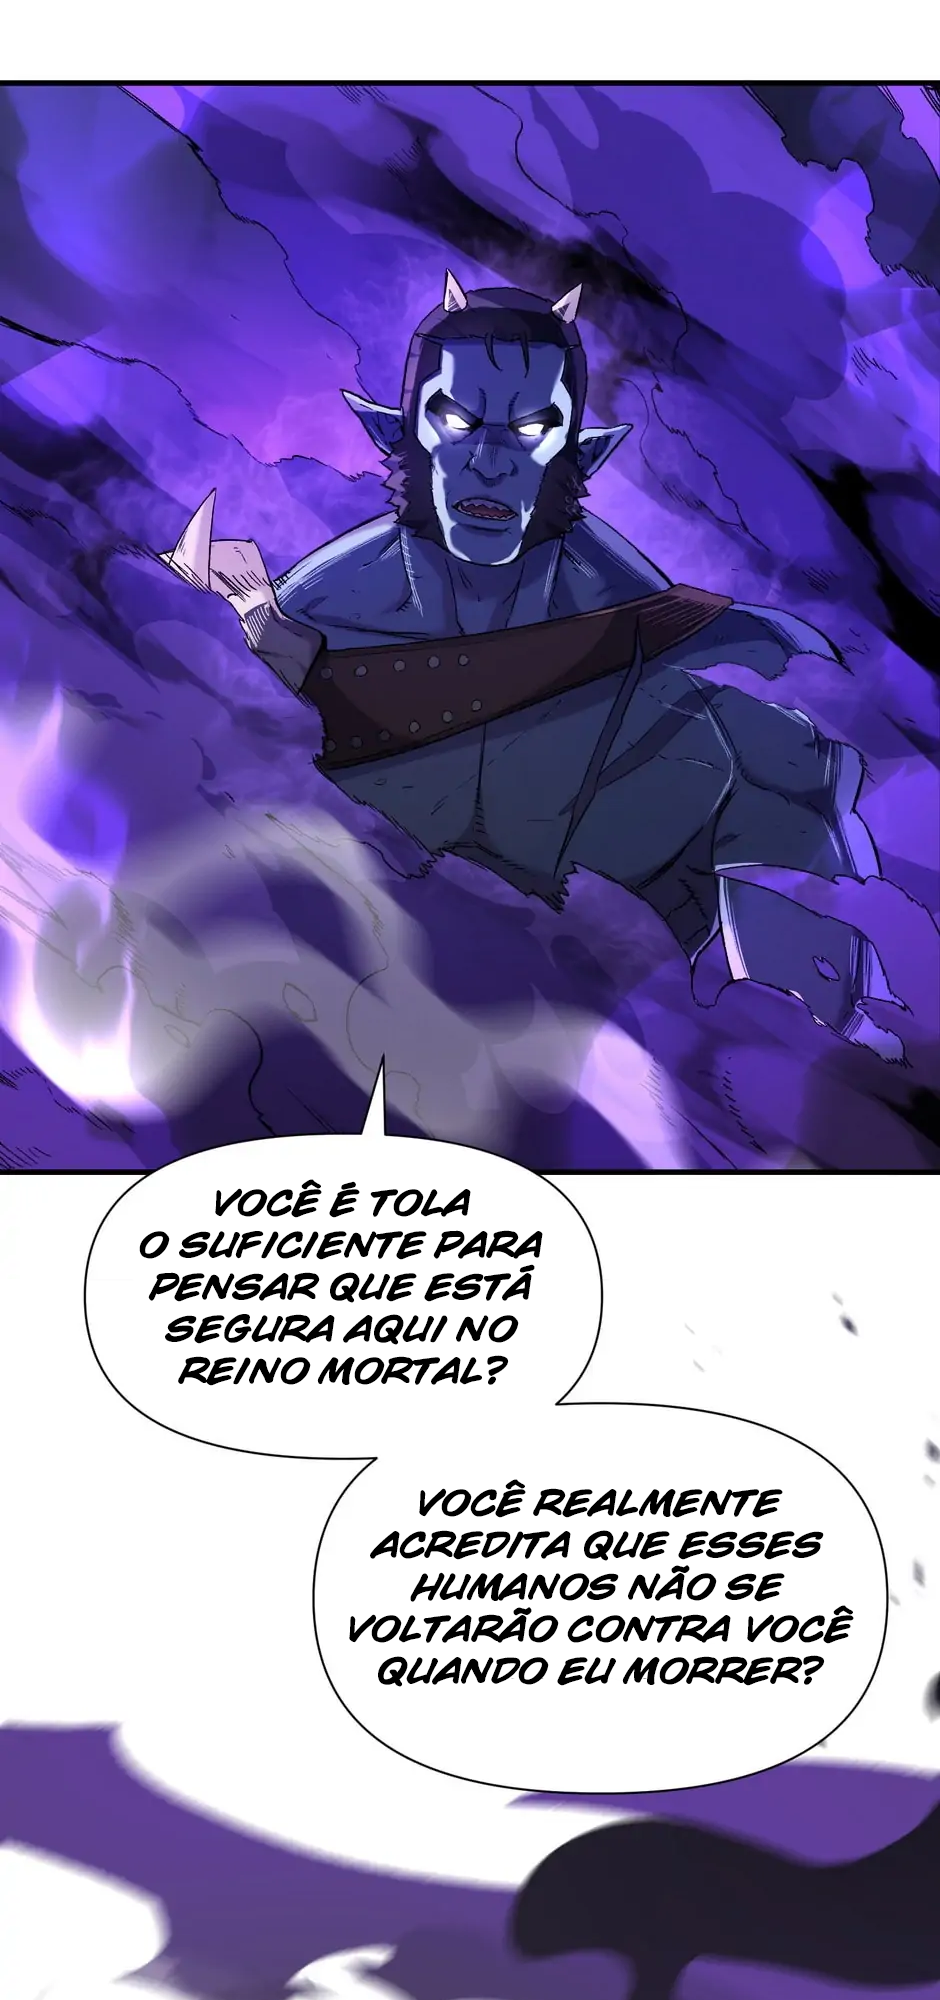 VOCÊ É TOLA
O SUFICIENTE PARA
PENSAR QUE ESTÁ
SEGURA AQUI NO
REINO MORTAL?
VOCÊ REALMENTE
ACREDITA QUE ESSES
HUMANOS NÃO SE
VOLTARÃO CONTRA VOCÊ
QUANDO EU MORRER?